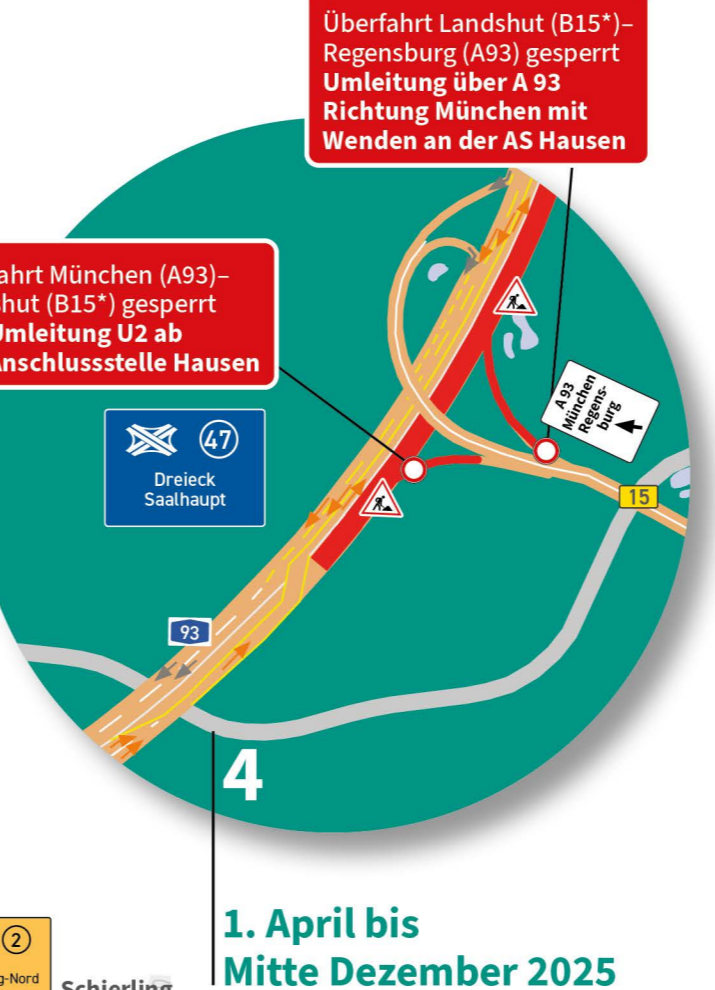 Überfahrt Landshut (B15*)–
Regensburg (A93) gesperrt
Umleitung über A 93
Richtung München mit
Wenden an der AS Hausen
ahrt München (A93)–
hut (B15*) gesperrt
Umleitung U2 ab
Anschlussstelle Hausen
A 93
München
Regens-
burg
47
Dreieck
Saalhaupt
15
93
4
1. April bis
Mitte Dezember 2025
2
g-Nord
Schierling